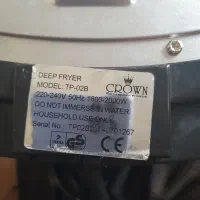 DEEP FRYER
CROWN
MODEL: TP-02B
220-240V 50Hz 1800-2000W
DO NOT IMMERSE IN WATER
HOUSEHOLD USE ONLY
Serial No.: